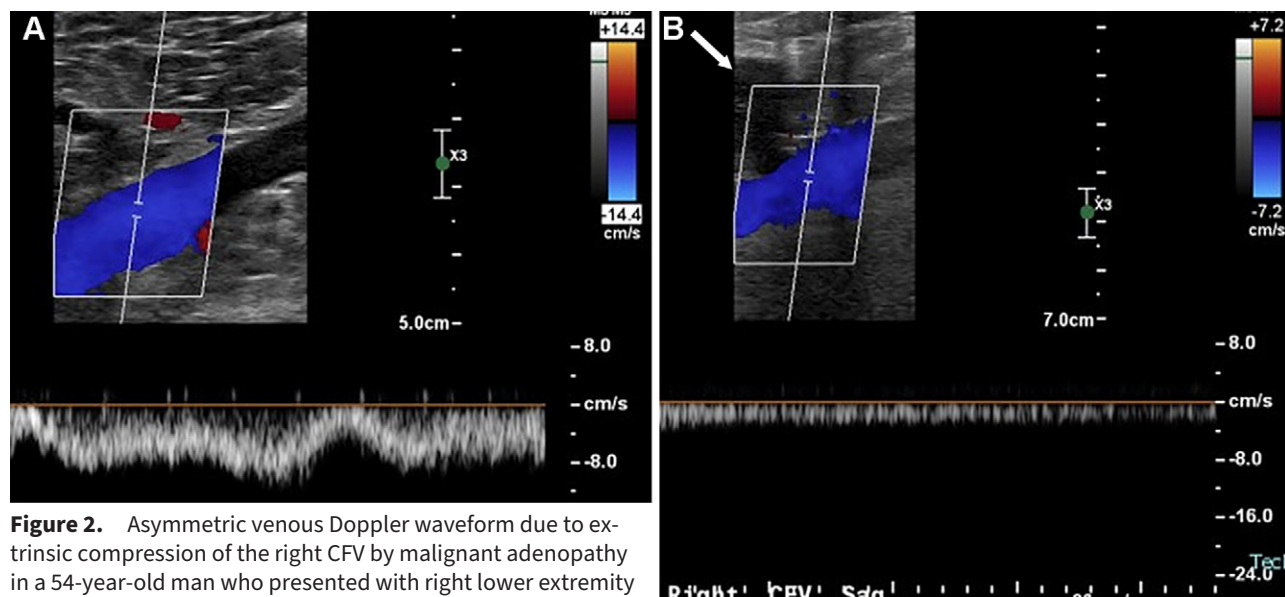 A
+14.4
X3
-14.4
cm/s
5.0cm
8.0
cm/s
-8.0
B
+7.2
X3
-7.2
cm/s
7.0cm
8.0
cm/s
-8.0
-16.0
-24.0
Figure 2. Asymmetric venous Doppler waveform due to ex-
trinsic compression of the right CFV by malignant adenopathy
in a 54-year-old man who presented with right lower extremity
Right CFV Sag